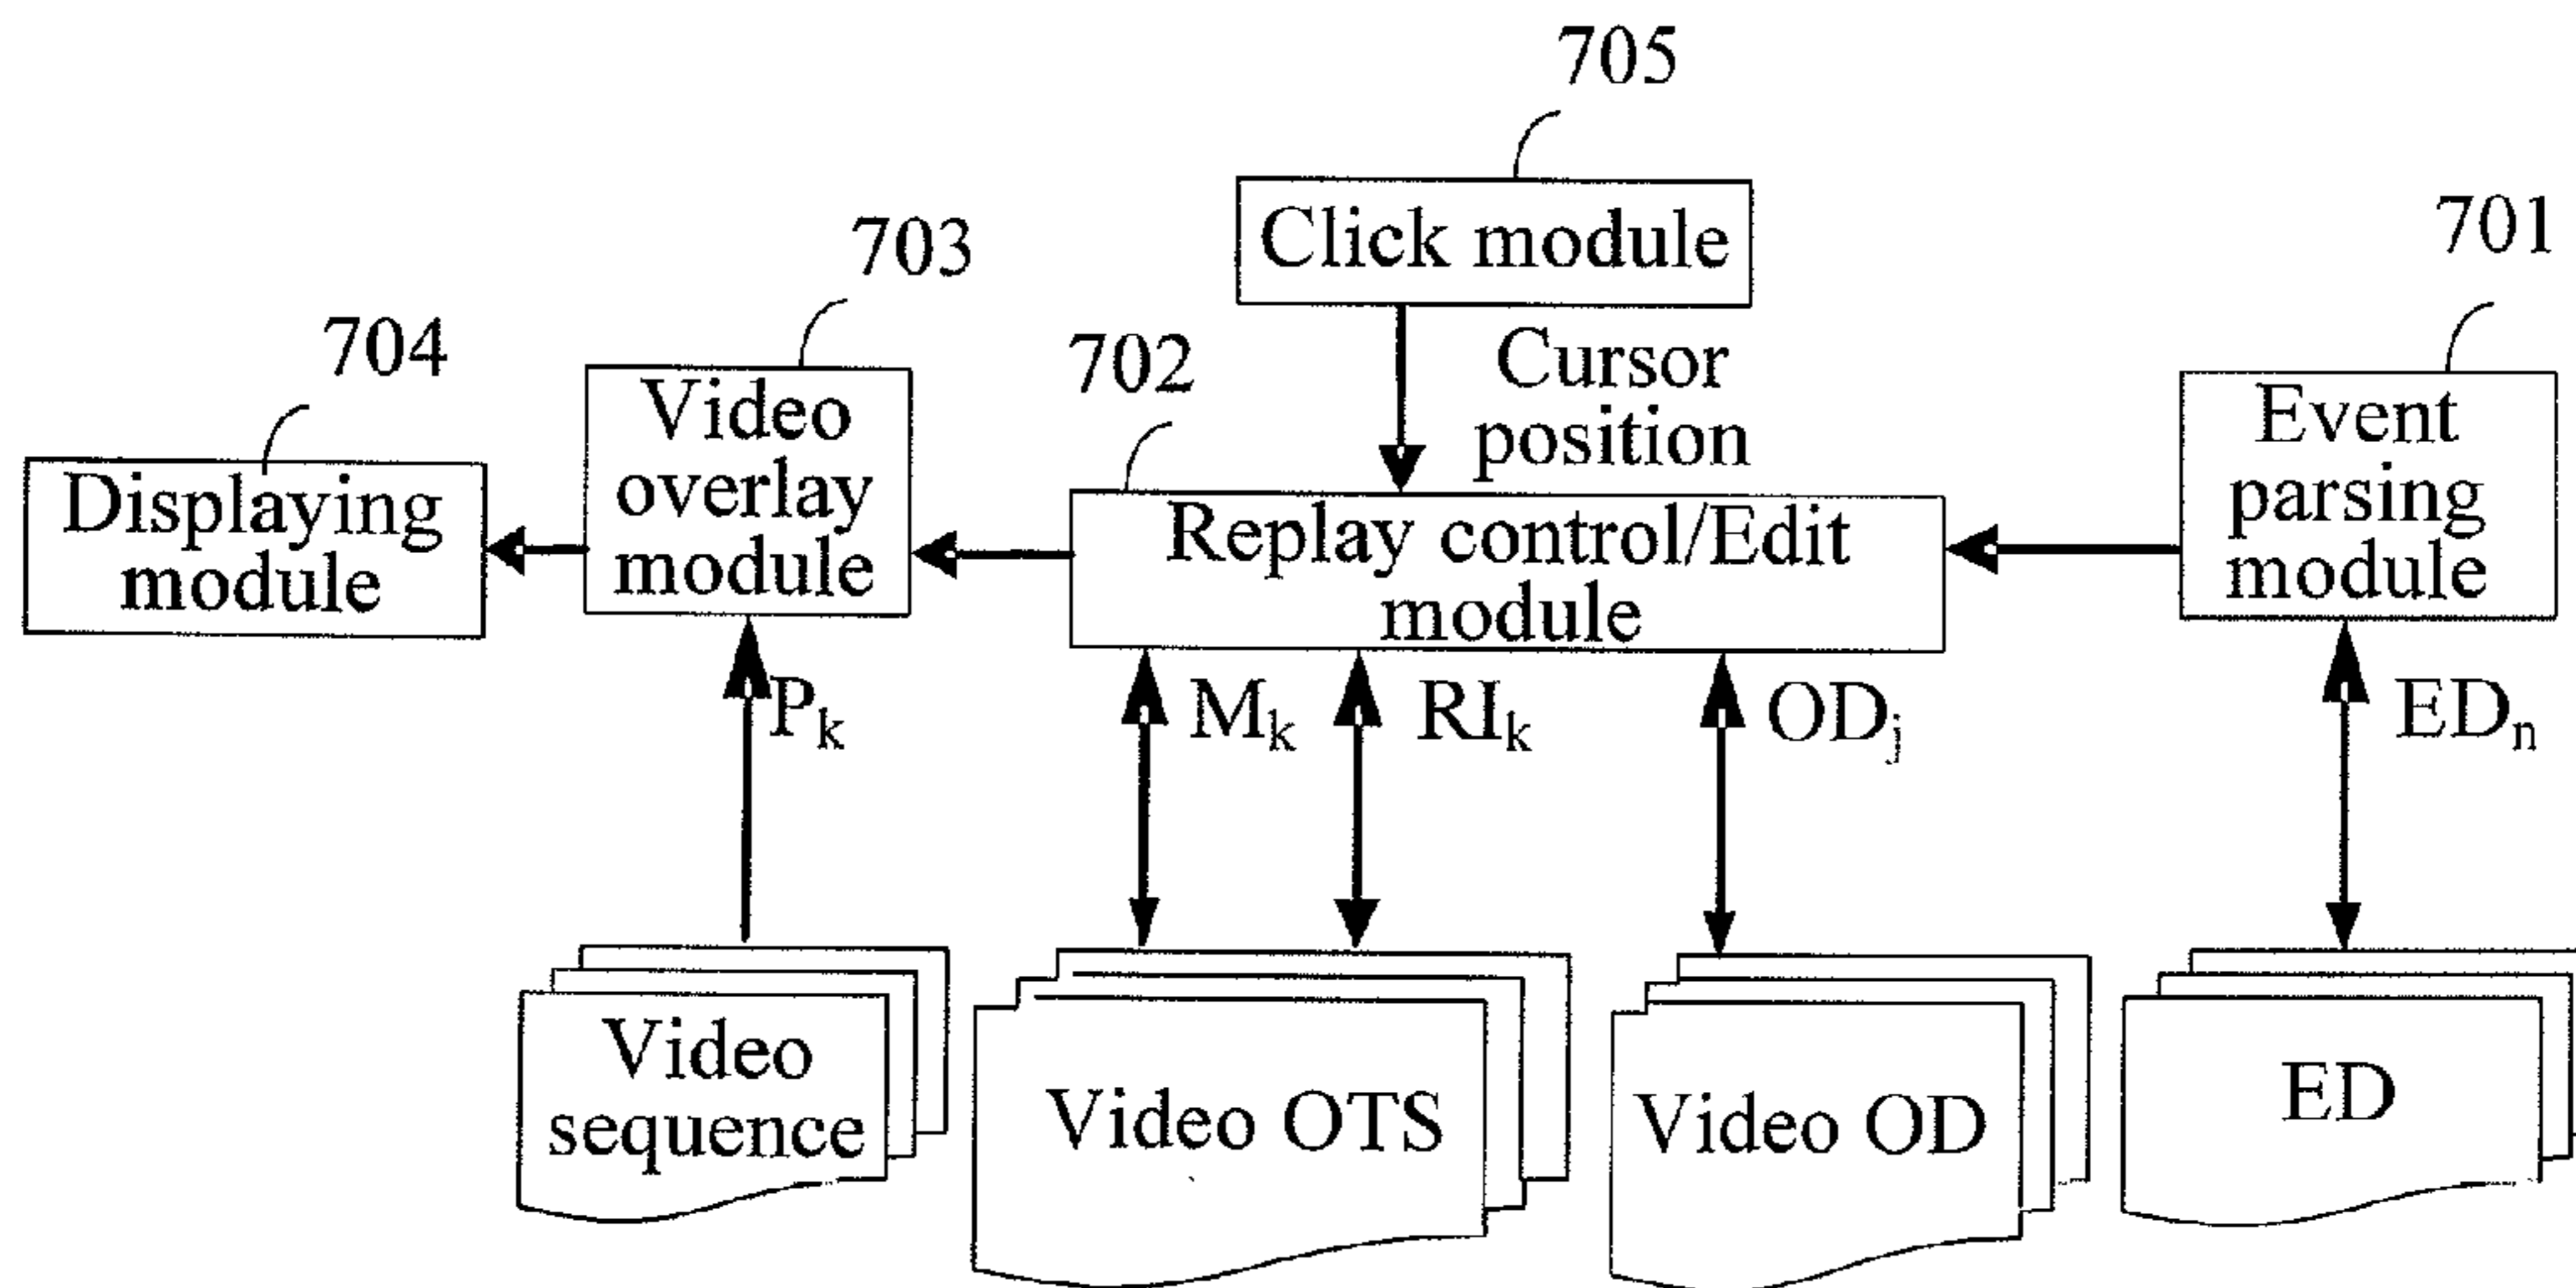 705
Click module
701
703
Cursor
position
704
702
Video
overlay
module
Event
parsing
module
Displaying
module
Replay control/Edit
module
Pk
Mk
RIk
ODj
EDn
Video
sequence
Video OTS
Video OD
ED